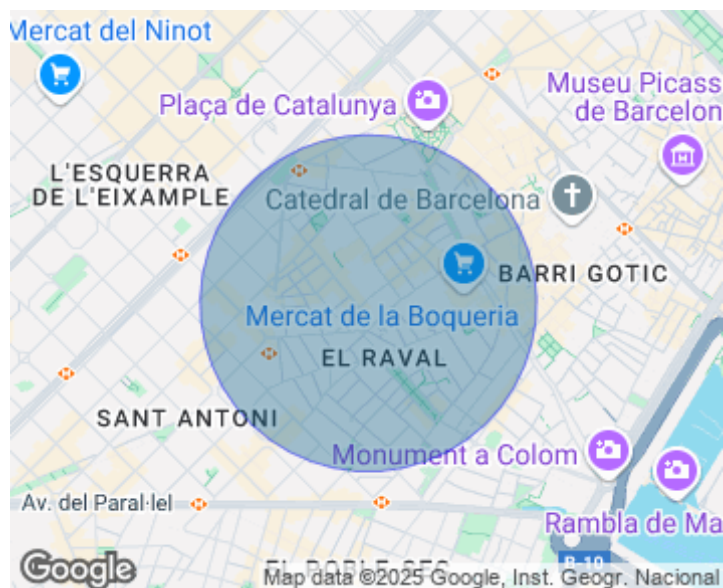 Mercat del Ninot
Plaça de Catalunya
Museu Picass
de Barcelon
L'ESQUERRA
DE L'EIXAMPLE
Catedral de Barcelona
BARRI GOTIC
Mercat de la Boqueria
EL RAVAL
SANT ANTONI
Monument a Colom
Av. del Paral·lel
Rambla de Ma
B-10
Google
Map data ©2025 Google, Inst. Geogr. Nacional